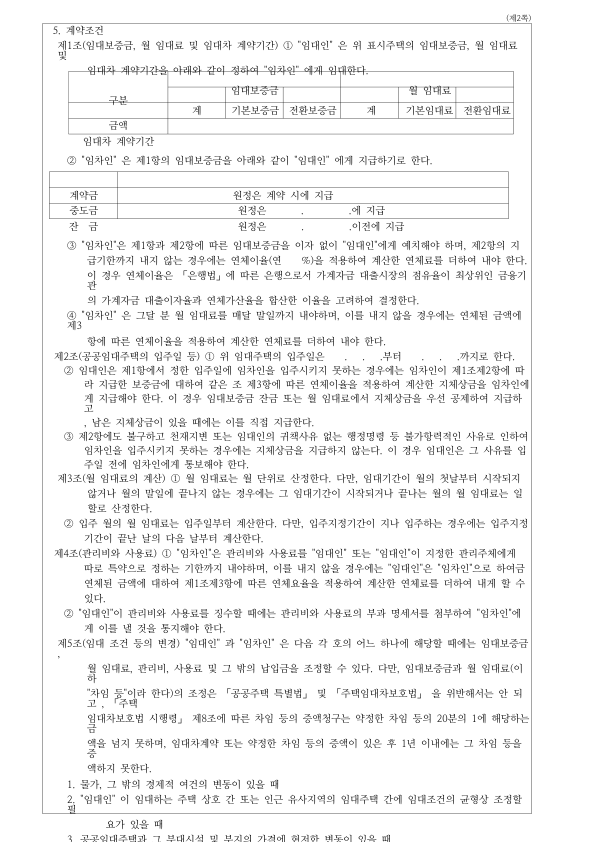 (제2쪽)
5. 계약조건
제1조(임대보증금, 월 임대료 및 임대차 계약기간) ① "임대인" 은 위 표시주택의 임대보증금, 월 임대료
및
임대차 계약기간을 아래와 같이 정하여 "임차인" 에게 임대한다.
구분 임대보증금 월 임대료
계 기본보증금 전환보증금 계 기본임대료 전환임대료
금액
임대차 계약기간
② "임차인" 은 제1항의 임대보증금을 아래와 같이 "임대인" 에게 지급하기로 한다.
계약금 원정은 계약 시에 지급
중도금 원정은 . .에 지급
잔 금 원정은 . .이전에 지급
③ "임차인"은 제1항과 제2항에 따른 임대보증금을 이자 없이 "임대인"에게 예치해야 하며, 제2항의 지
급기한까지 내지 않는 경우에는 연체이율(연 %)을 적용하여 계산한 연체료를 더하여 내야 한다.
이 경우 연체이율은 「은행법」에 따른 은행으로서 가계자금 대출시장의 점유율이 최상위인 금융기
관
의 가계자금 대출이자율과 연체가산율을 합산한 이율을 고려하여 결정한다.
④ "임차인" 은 그달 분 월 임대료를 매달 말일까지 내야하며, 이를 내지 않을 경우에는 연체된 금액에
제3
항에 따른 연체이율을 적용하여 계산한 연체료를 더하여 내야 한다.
제2조(공공임대주택의 입주일 등) ① 위 임대주택의 입주일은 . . .부터 . . .까지로 한다.
② 임대인은 제1항에서 정한 입주일에 임차인을 입주시키지 못하는 경우에는 임차인이 제1조제2항에 따
라 지급한 보증금에 대하여 같은 조 제3항에 따른 연체이율을 적용하여 계산한 지체상금을 임차인에
게 지급해야 한다. 이 경우 임대보증금 잔금 또는 월 임대료에서 지체상금을 우선 공제하여 지급하
고
, 남은 지체상금이 있을 때에는 이를 직접 지급한다.
③ 제2항에도 불구하고 천재지변 또는 임대인의 귀책사유 없는 행정명령 등 불가항력적인 사유로 인하여
임차인을 입주시키지 못하는 경우에는 지체상금을 지급하지 않는다. 이 경우 임대인은 그 사유를 입
주일 전에 임차인에게 통보해야 한다.
제3조(월 임대료의 계산) ① 월 임대료는 월 단위로 산정한다. 다만, 임대기간이 월의 첫날부터 시작되지
않거나 월의 말일에 끝나지 않는 경우에는 그 임대기간이 시작되거나 끝나는 월의 월 임대료는 일
할로 산정한다.
② 입주 월의 월 임대료는 입주일부터 계산한다. 다만, 입주지정기간이 지나 입주하는 경우에는 입주지정
기간이 끝난 날의 다음 날부터 계산한다.
제4조(관리비와 사용료) ① "임차인"은 관리비와 사용료를 "임대인" 또는 "임대인"이 지정한 관리주체에게
따로 특약으로 정하는 기한까지 내야하며, 이를 내지 않을 경우에는 "임대인"은 "임차인"으로 하여금
연체된 금액에 대하여 제1조제3항에 따른 연체요율을 적용하여 계산한 연체료를 더하여 내게 할 수
있다.
② "임대인"이 관리비와 사용료를 징수할 때에는 관리비와 사용료의 부과 명세서를 첨부하여 "임차인"에
게 이를 낼 것을 통지해야 한다.
제5조(임대 조건 등의 변경) "임대인" 과 "임차인" 은 다음 각 호의 어느 하나에 해당할 때에는 임대보증금
,
월 임대료, 관리비, 사용료 및 그 밖의 납입금을 조정할 수 있다. 다만, 임대보증금과 월 임대료(이
하
"차임 등"이라 한다)의 조정은 「공공주택 특별법」 및 「주택임대차보호법」 을 위반해서는 안 되
고 , 「주택
임대차보호법 시행령」 제8조에 따른 차임 등의 증액청구는 약정한 차임 등의 20분의 1에 해당하는
금
액을 넘지 못하며, 임대차계약 또는 약정한 차임 등의 증액이 있은 후 1년 이내에는 그 차임 등을
증
액하지 못한다.
1. 물가, 그 밖의 경제적 여건의 변동이 있을 때
2. "임대인" 이 임대하는 주택 상호 간 또는 인근 유사지역의 임대주택 간에 임대조건의 균형상 조정할
필
요가 있을 때
3. 공공임대주택과 그 부대시설 및 부지의 가격에 현저한 변동이 있을 때